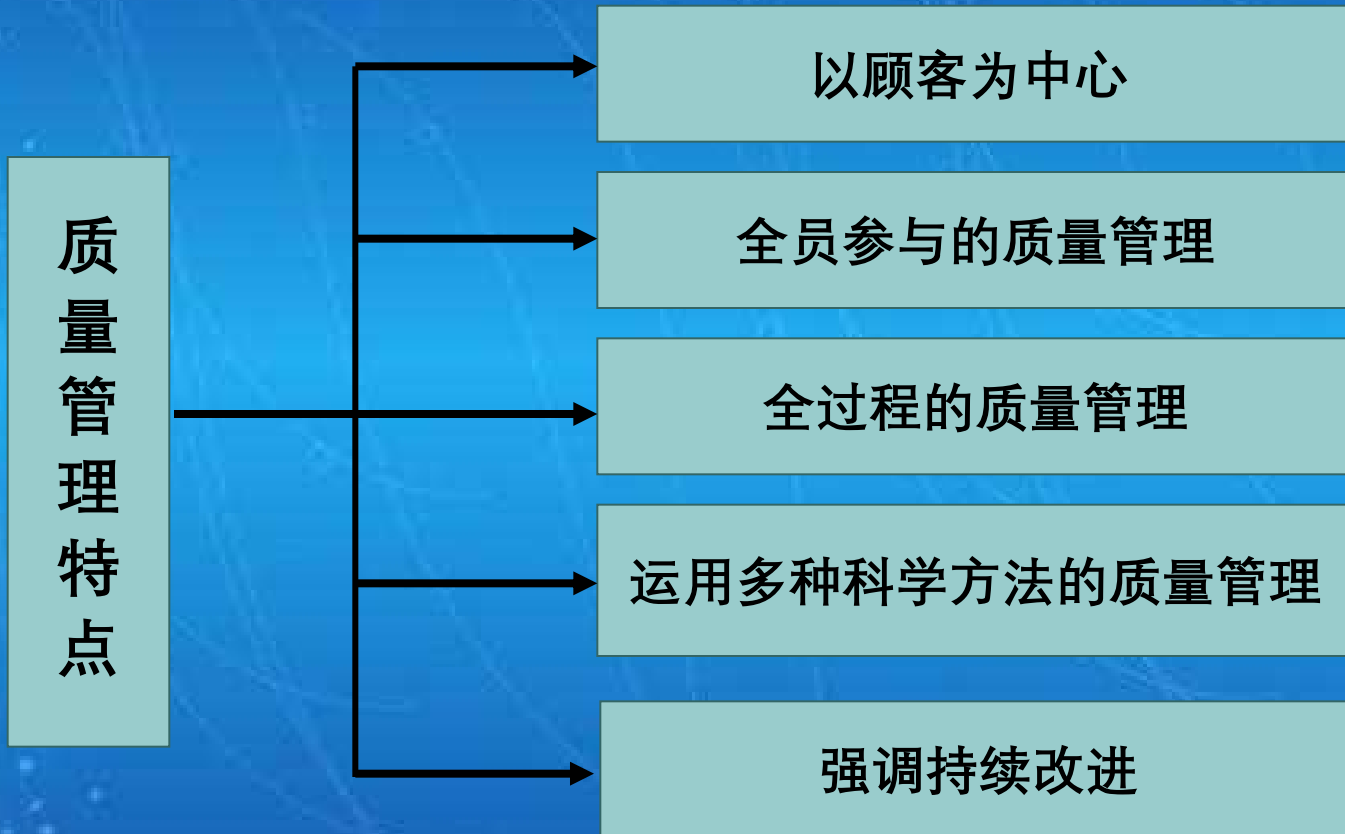 质量管理特点
以顾客为中心
全员参与的质量管理
全过程的质量管理
运用多种科学方法的质量管理
强调持续改进